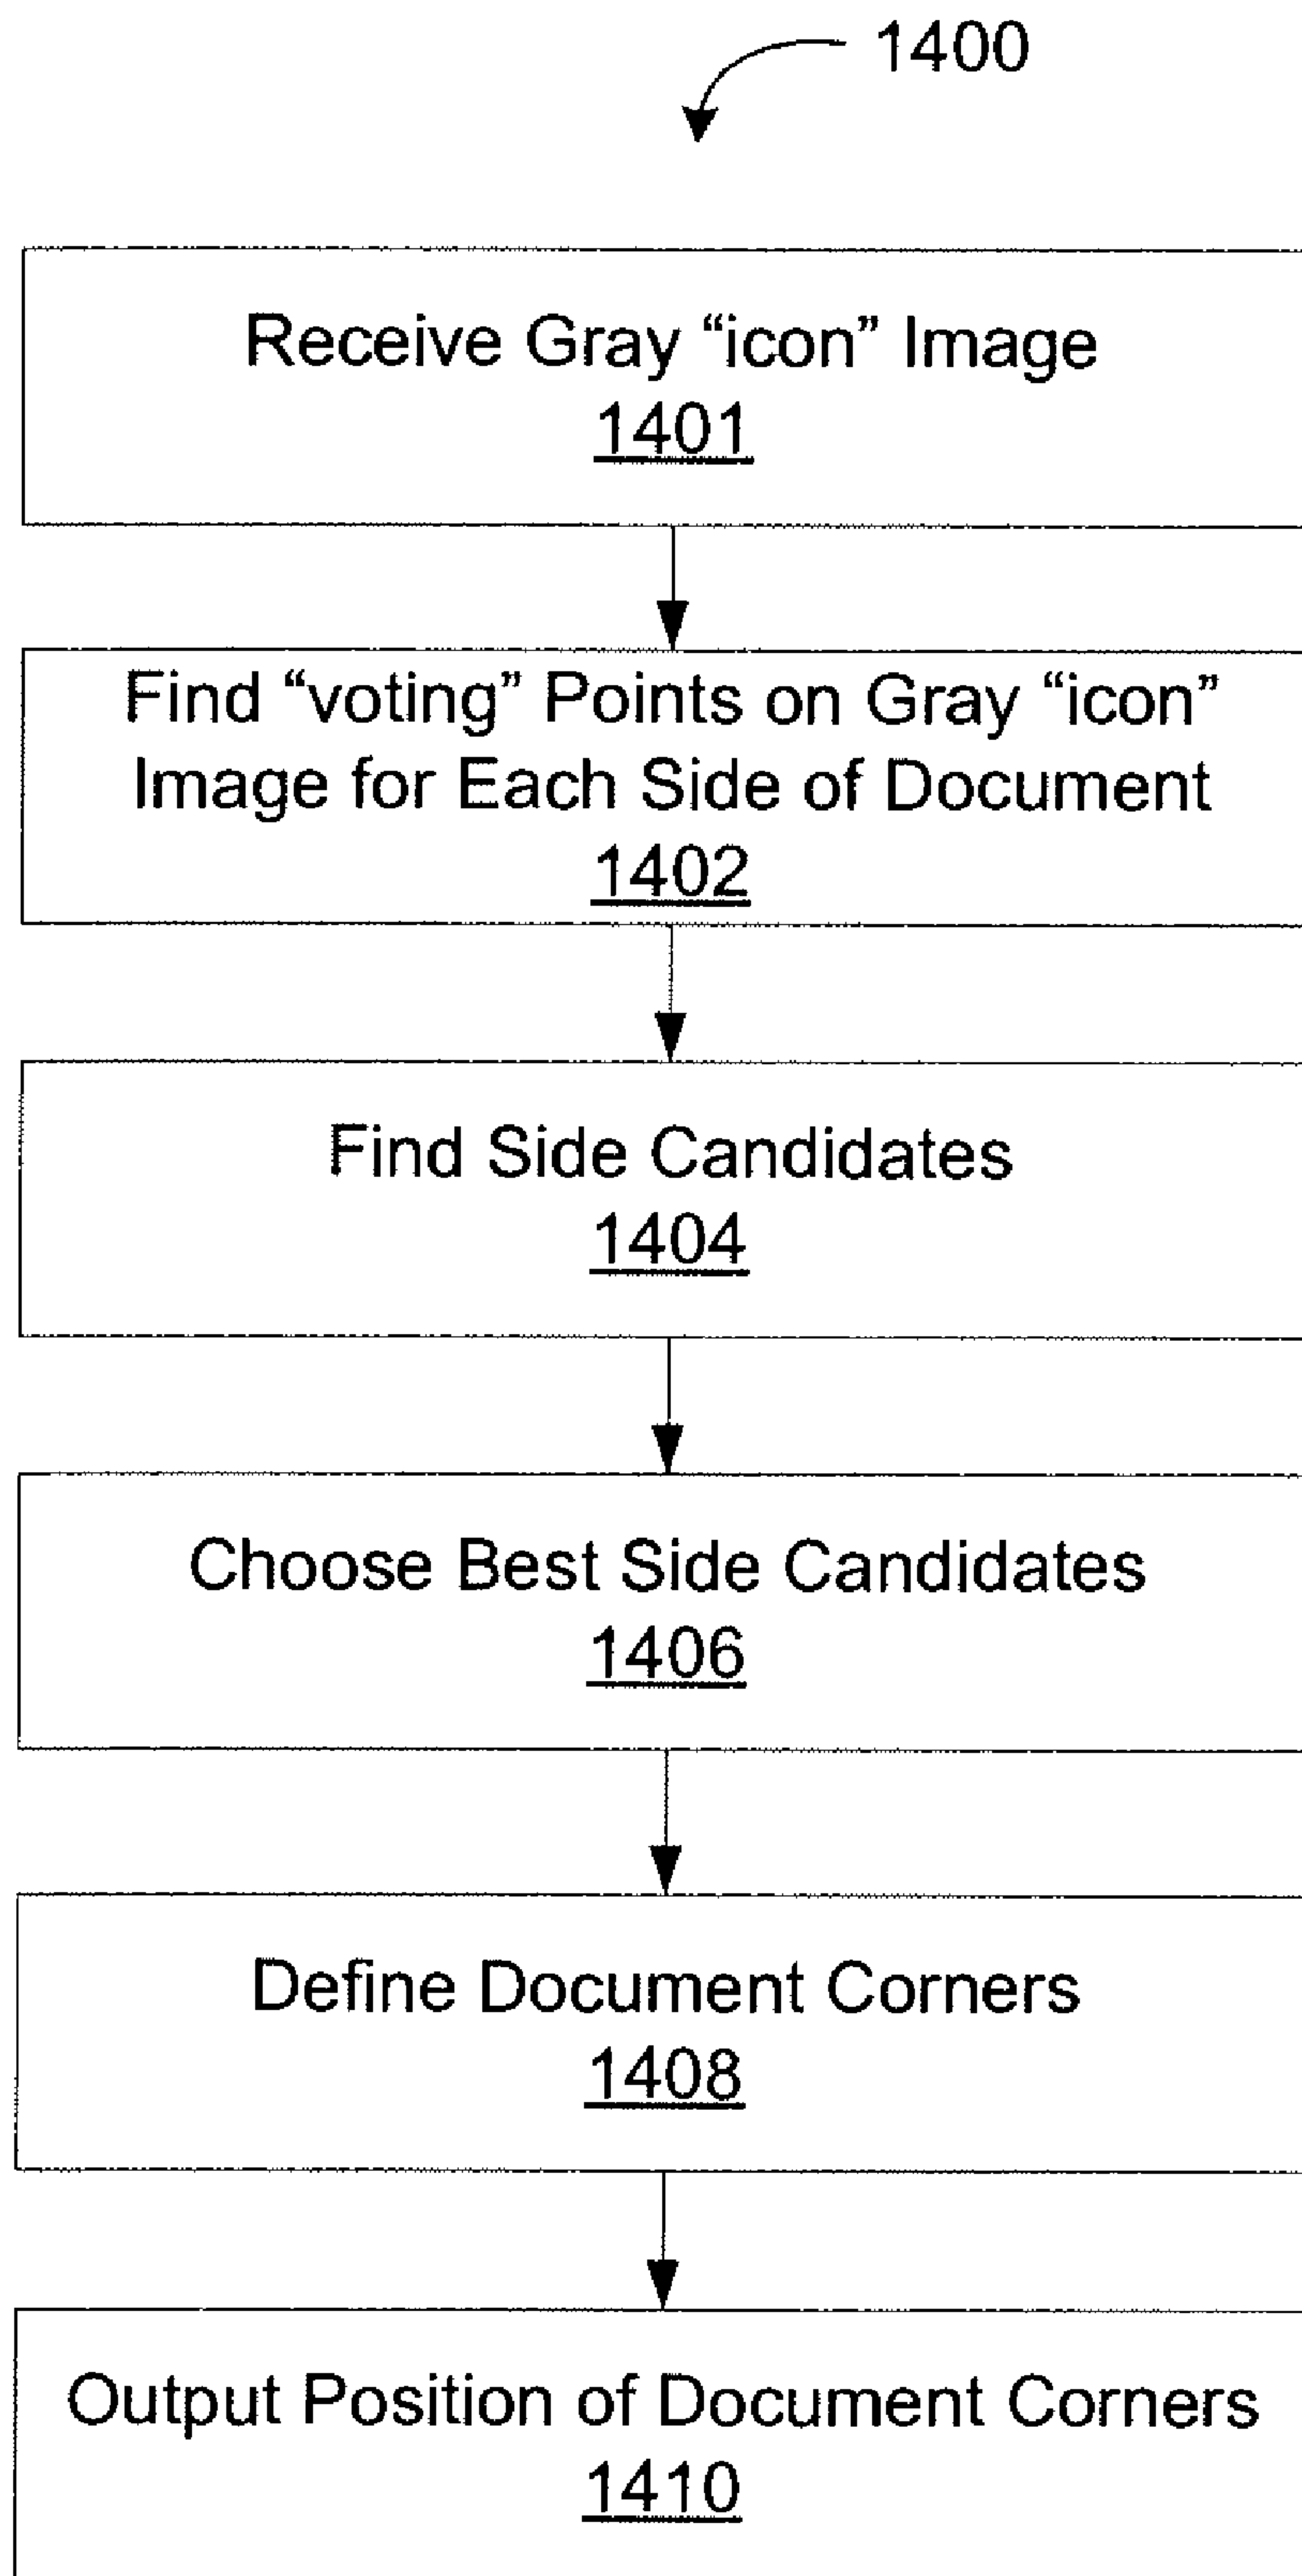 1400
Receive Gray “icon” Image
1401
Find “voting” Points on Gray “icon”
Image for Each Side of Document
1402
Find Side Candidates
1404
Choose Best Side Candidates
1406
Define Document Corners
1408
Output Position of Document Corners
1410